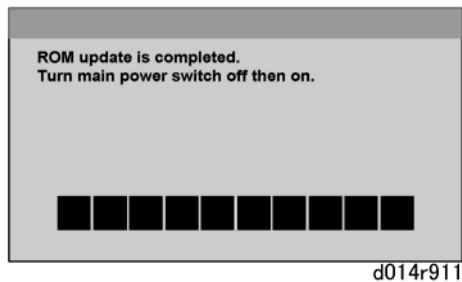 ROM update is completed.
Turn main power switch off then on.
d014r911